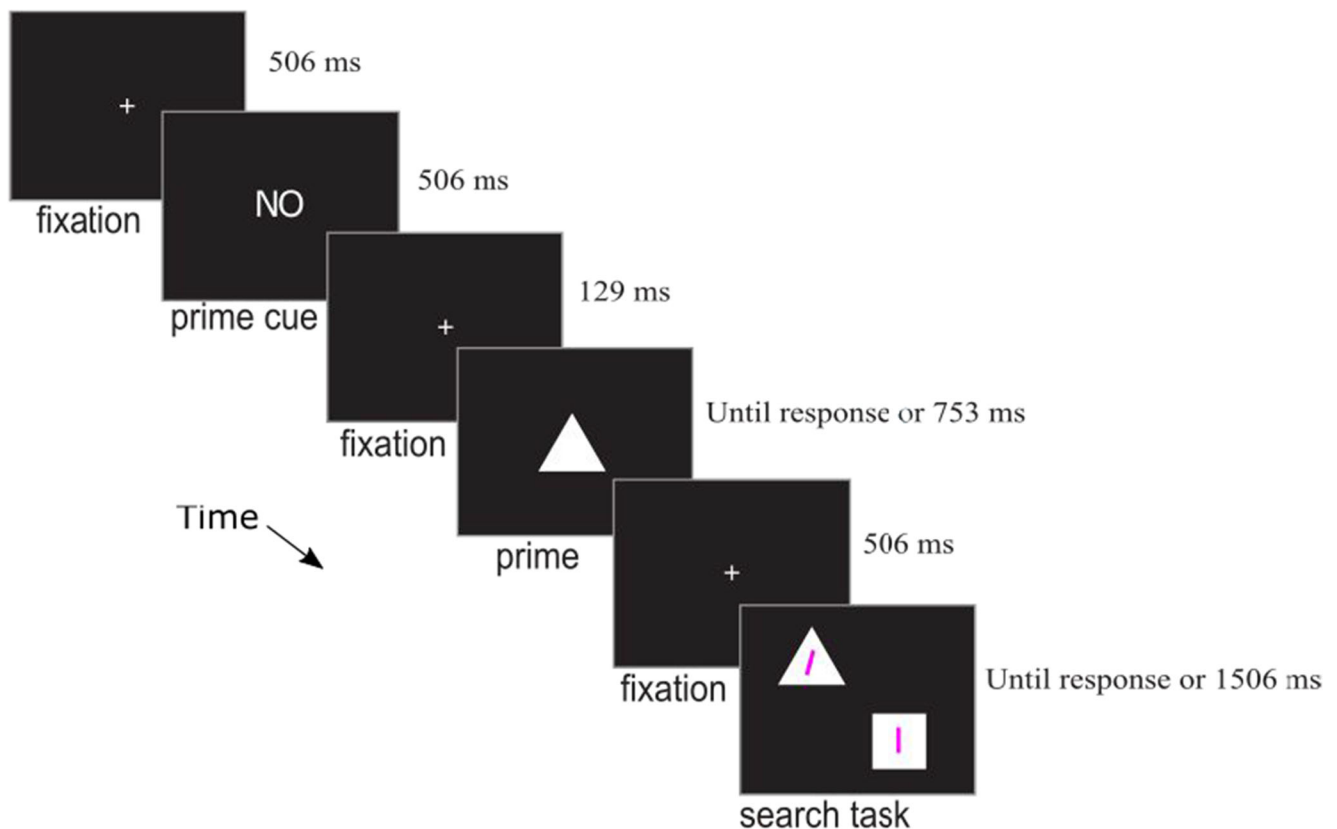 506 ms
fixation
NO
506 ms
prime cue
129 ms
fixation
Until response or 753 ms
prime
Time
506 ms
fixation
Until response or 1506 ms
search task